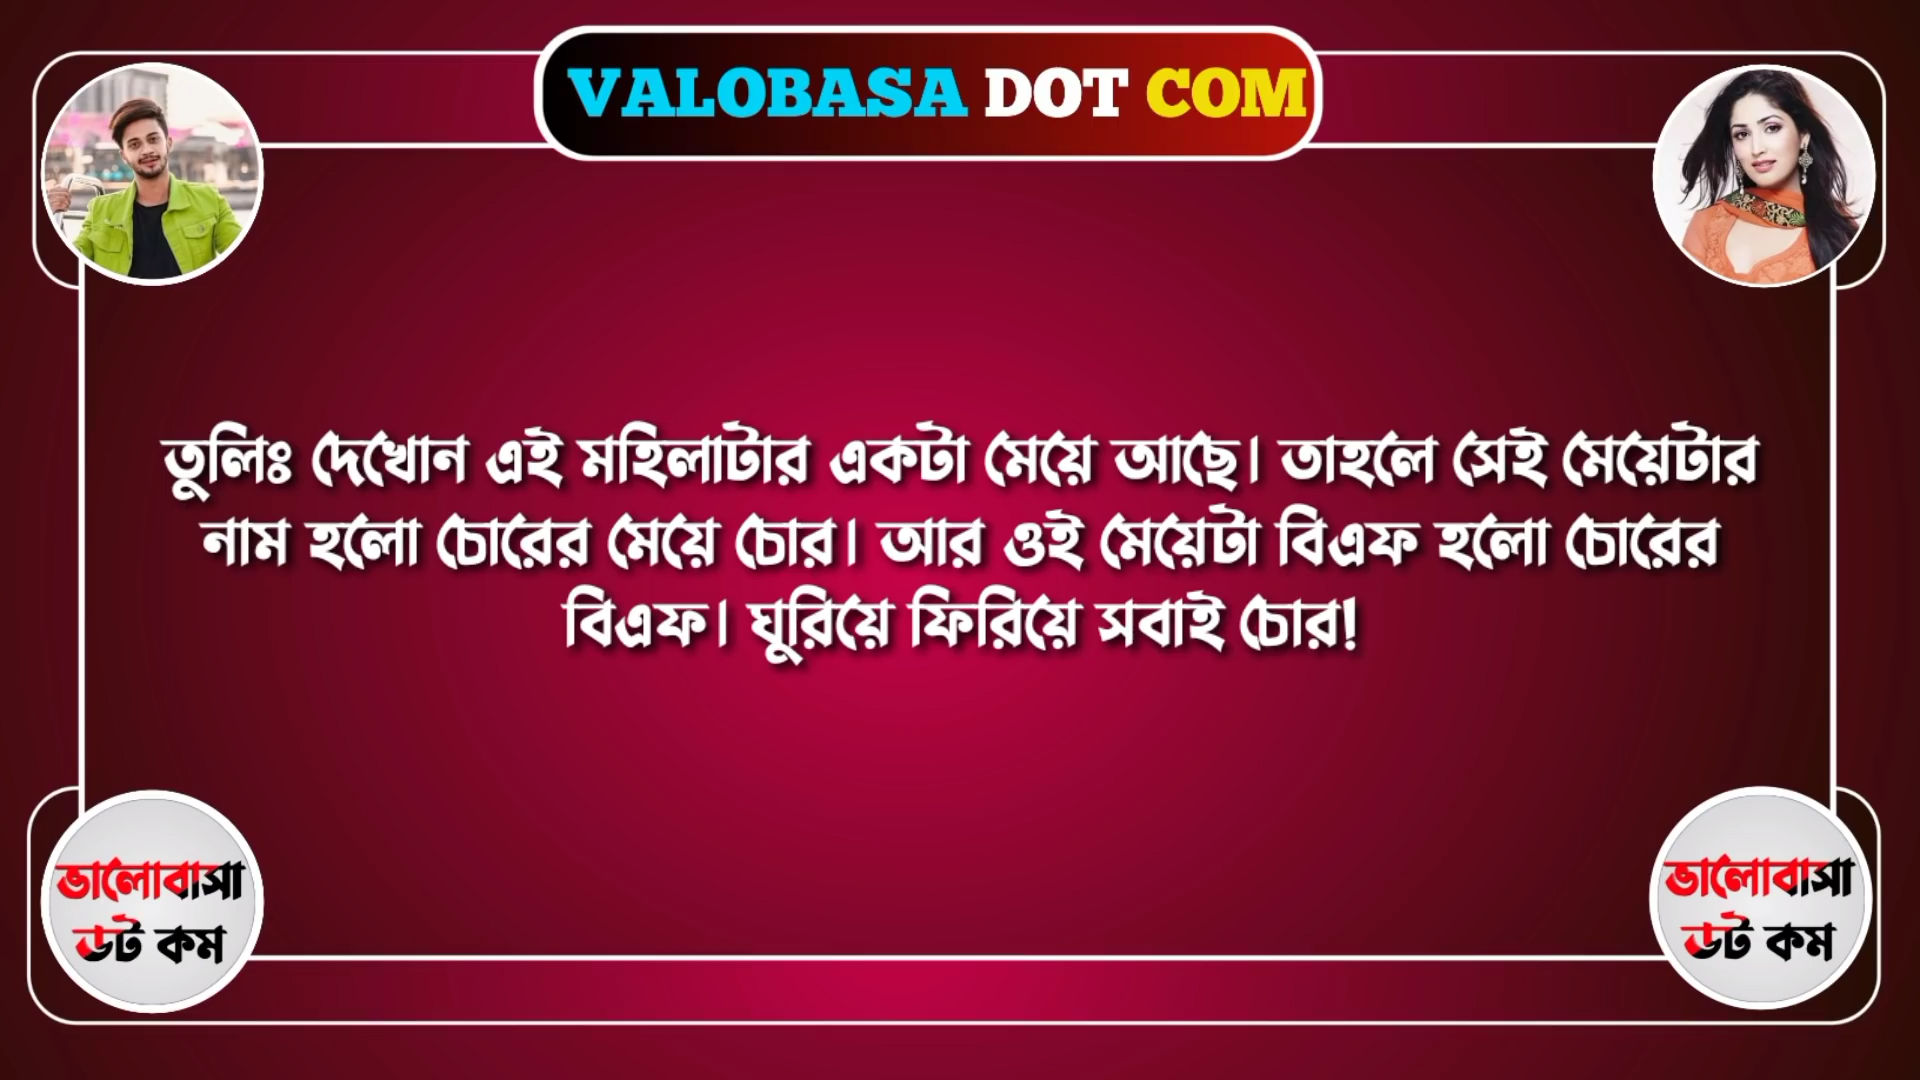 VALOBASA DOT COM
তুলিঃ দেখোন এই মহিলাটার একটা মেয়ে আছে। তাহলে সেই মেয়েটার
নাম হলো চোরের মেয়ে চোর। আর ওই মেয়েটা বিএফ হলো চোরের
বিএফ। ঘুরিয়ে ফিরিয়ে সবাই চোর!
ভালোবাসা
ডট কম
ভালোবাসা
ডট কম